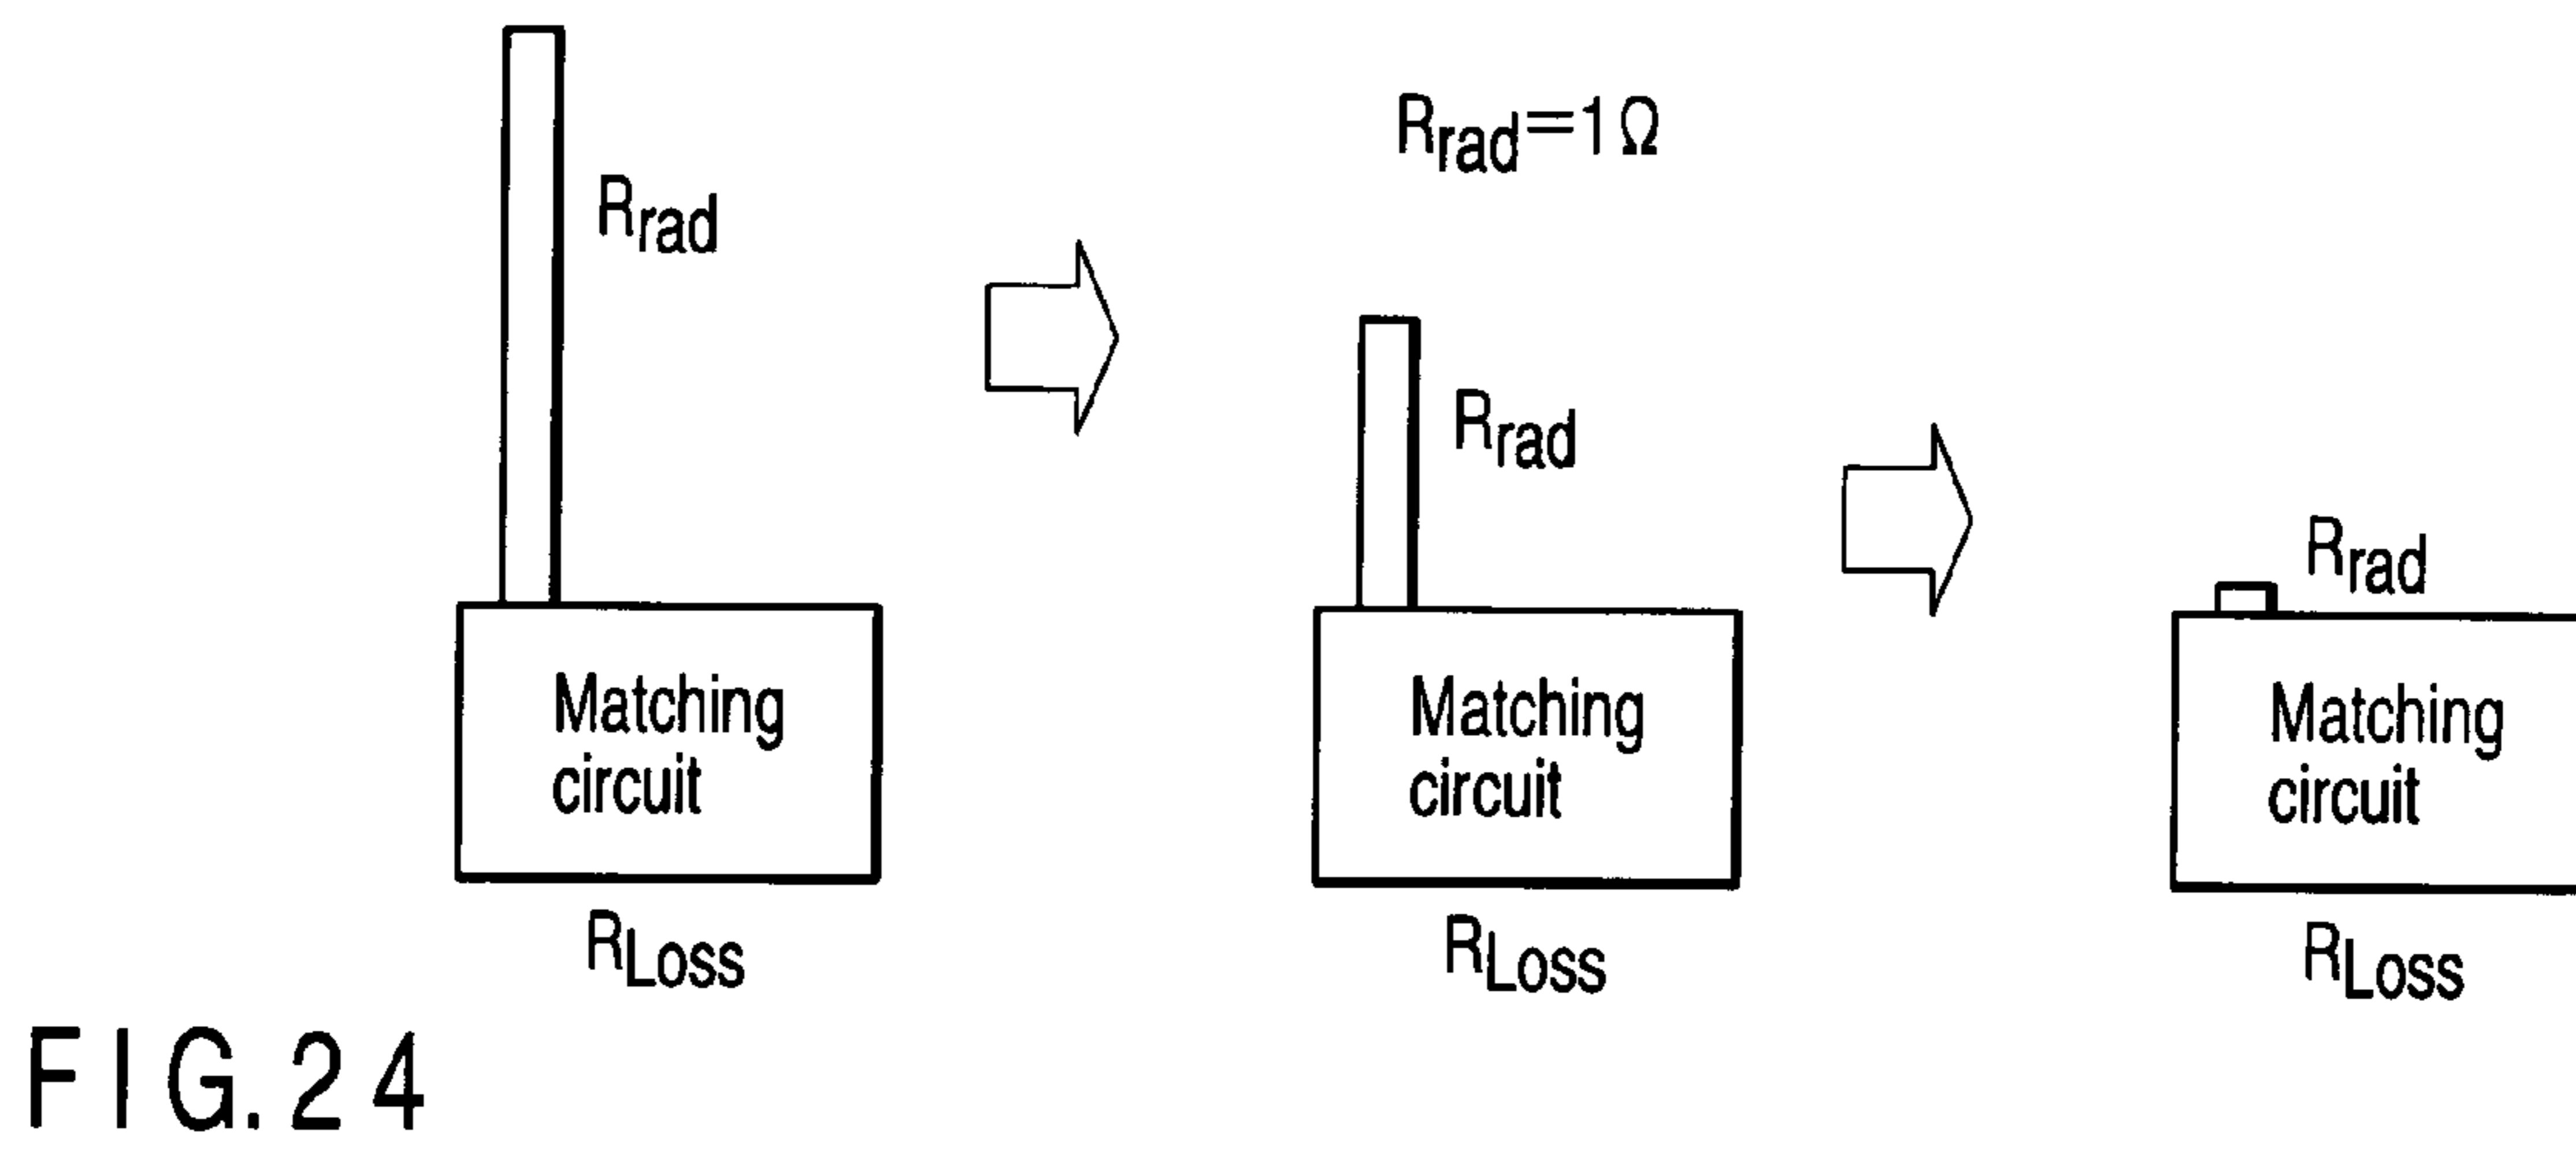 Rrad=1Ω
Rrad
Rrad
Rrad
Matching
circuit
Matching
circuit
Matching
circuit
RLoss
RLoss
RLoss
FIG.24